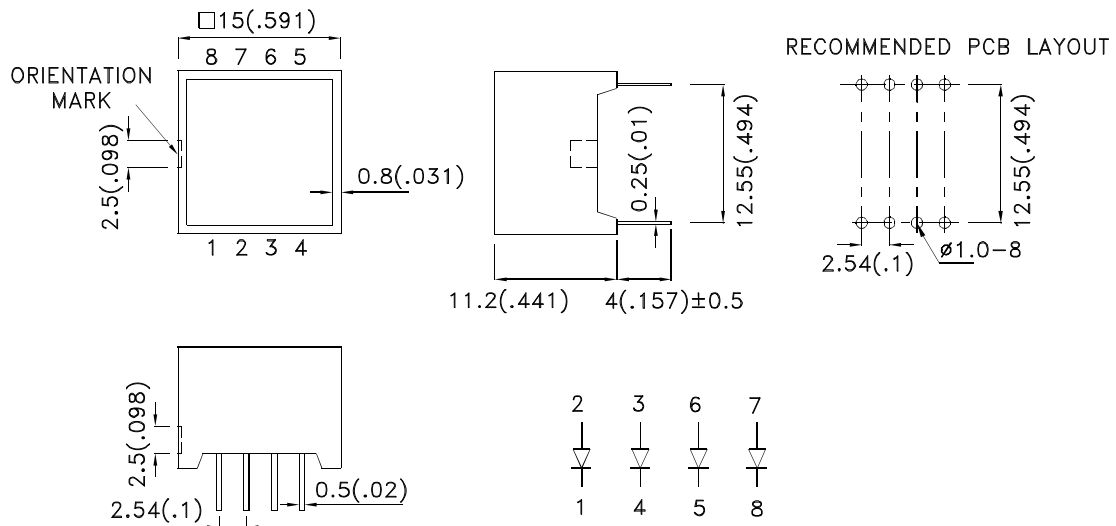 □15(.591)
8 7 6 5
ORIENTATION
MARK
2.5(.098)
0.8(.031)
1 2 3 4
0.25(.01)
12.55(.494)
11.2(.441)
4(.157)±0.5
RECOMMENDED PCB LAYOUT
12.55(.494)
2.54(.1)
ø1.0-8
2.5(.098)
2.54(.1)
0.5(.02)
2 3 6 7
1 4 5 8